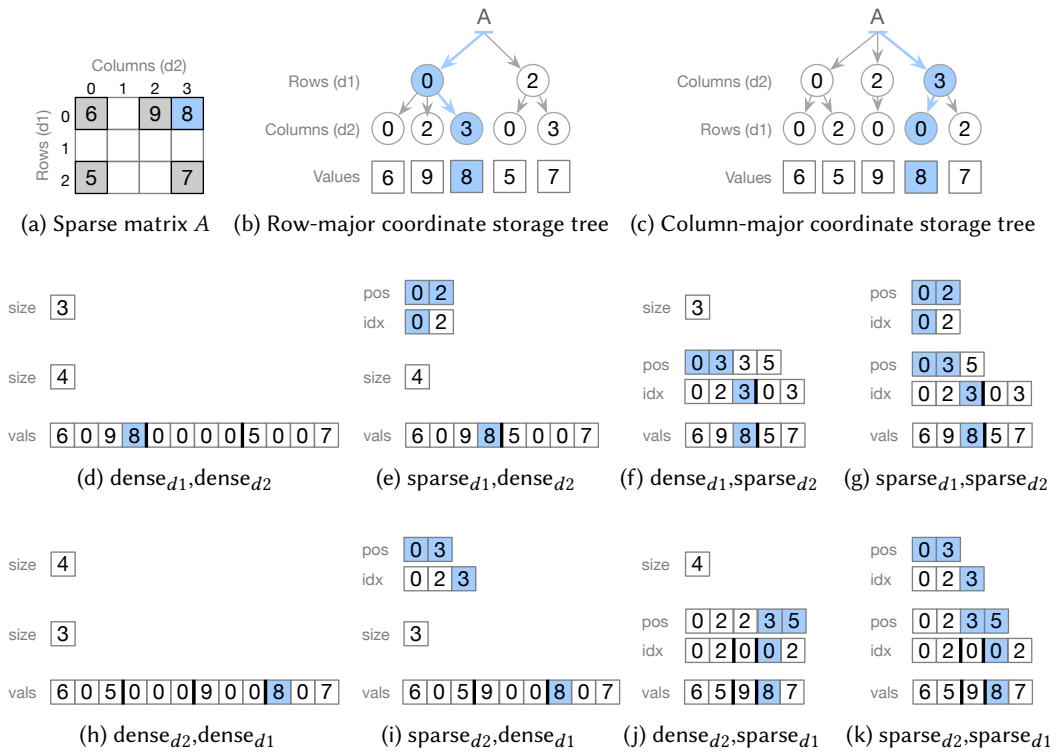 Columns (d2)
0 1 2 3
Rows (d1)
0 6 9 8
1
2 5 7
(a) Sparse matrix A
A
Rows (d1) 0 2
Columns (d2) 0 2 3 0 3
Values 6 9 8 5 7
(b) Row-major coordinate storage tree
A
Columns (d2) 0 2 3
Rows (d1) 0 2 0 0 2
Values 6 5 9 8 7
(c) Column-major coordinate storage tree
size 3
size 4
vals 6 0 9 8 0 0 0 0 5 0 0 7
(d) dense_d1,dense_d2
pos 0 2
idx 0 2
size 4
vals 6 0 9 8 5 0 0 7
(e) sparse_d1,dense_d2
size 3
pos 0 3 3 5
idx 0 2 3 0 3
vals 6 9 8 5 7
(f) dense_d1,sparse_d2
pos 0 2
idx 0 2
pos 0 3 5
idx 0 2 3 0 3
vals 6 9 8 5 7
(g) sparse_d1,sparse_d2
size 4
size 3
vals 6 0 5 0 0 0 9 0 0 8 0 7
(h) dense_d2,dense_d1
pos 0 3
idx 0 2 3
size 3
vals 6 0 5 9 0 0 8 0 7
(i) sparse_d2,dense_d1
size 4
pos 0 2 2 3 5
idx 0 2 0 0 2
vals 6 5 9 8 7
(j) dense_d2,sparse_d1
pos 0 3
idx 0 2 3
pos 0 2 3 5
idx 0 2 0 0 2
vals 6 5 9 8 7
(k) sparse_d2,sparse_d1